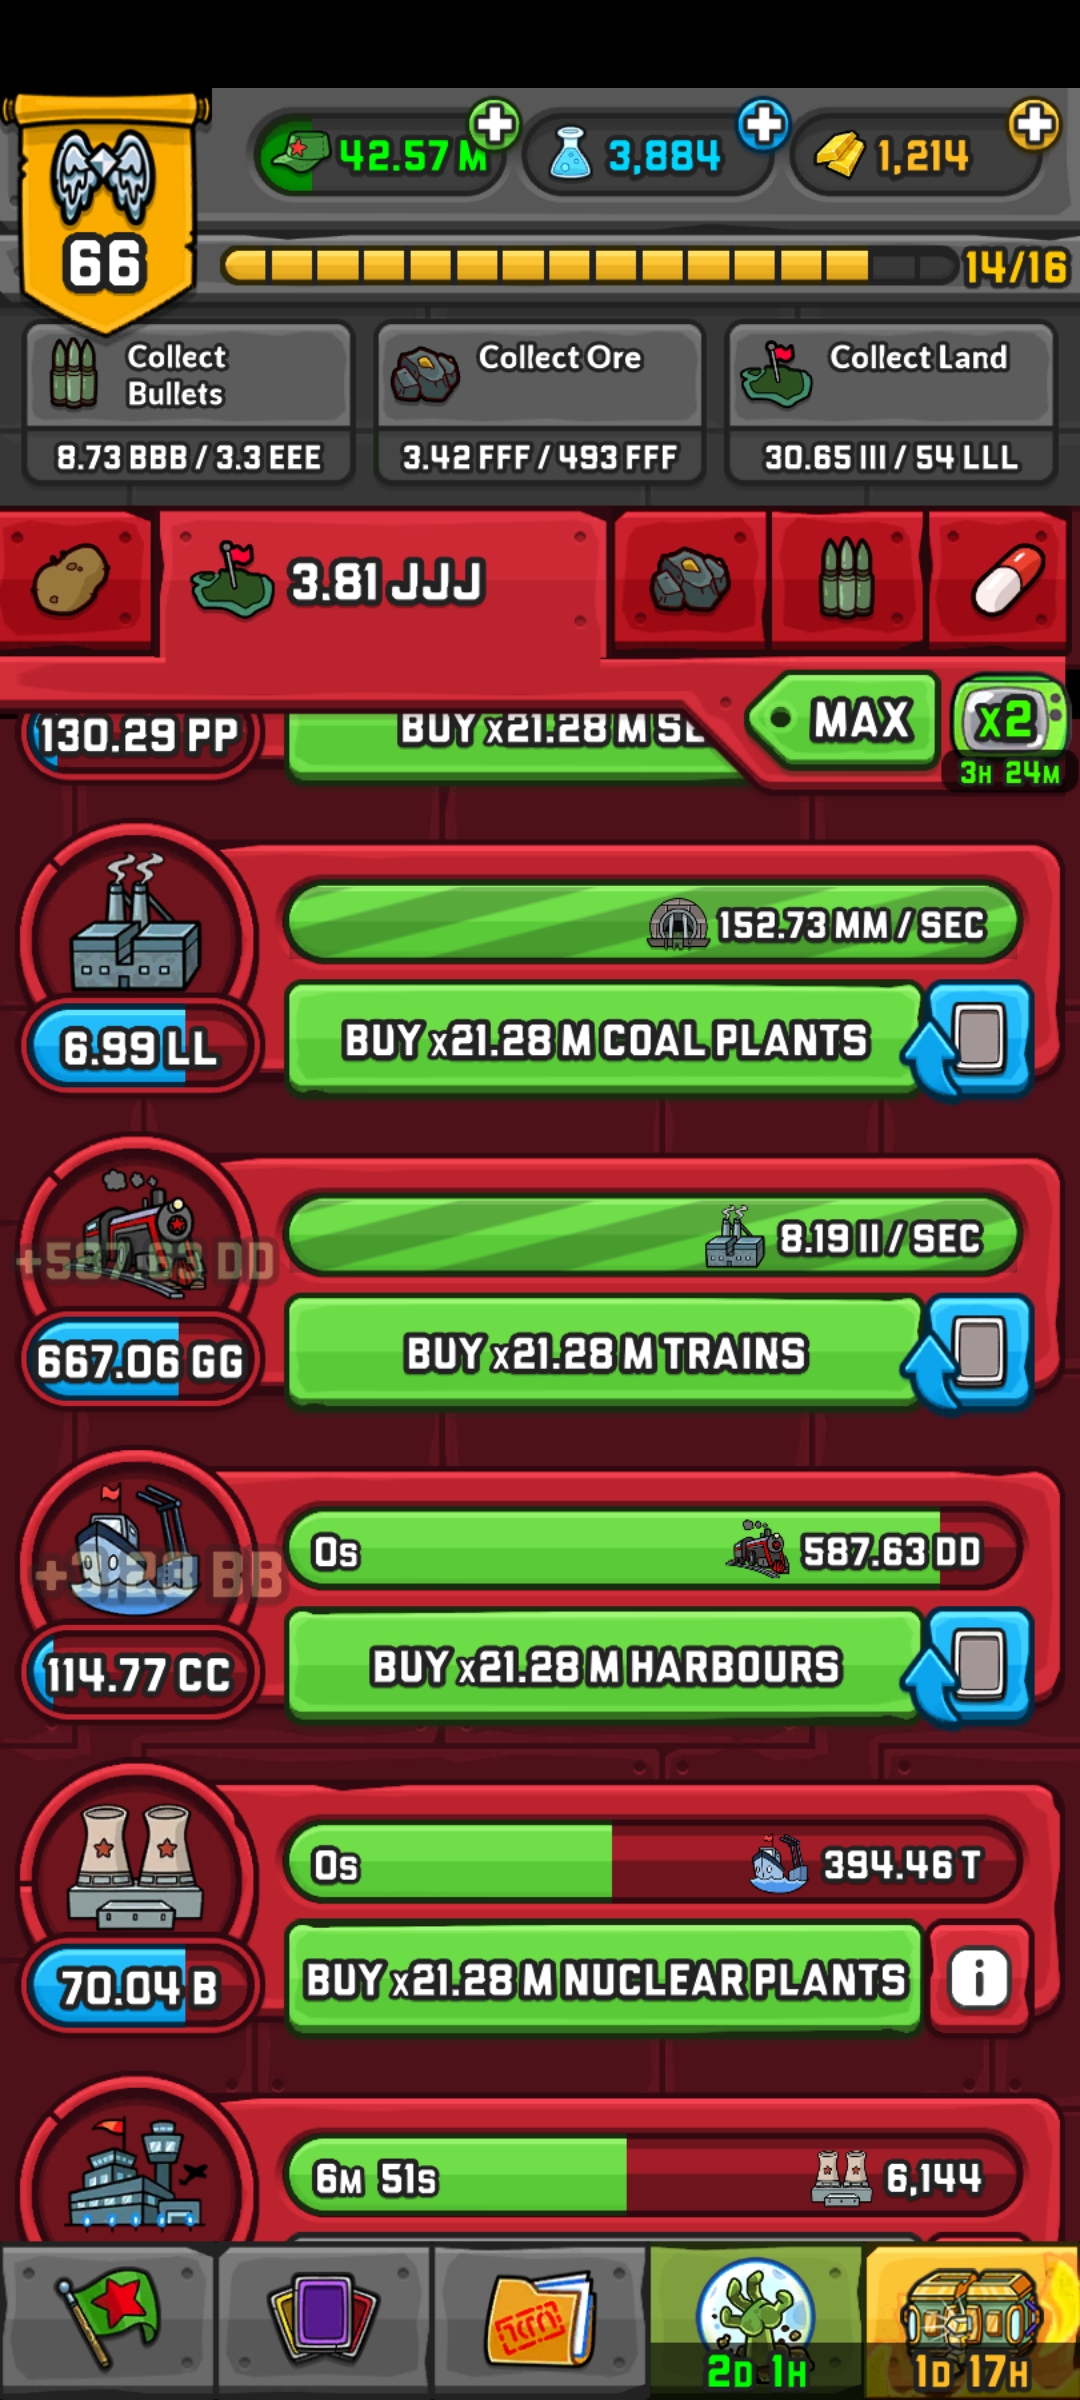 42.57 M
3,884
1,214
66
14/16
Collect
Bullets
Collect Ore
Collect Land
8.73 BBB / 3.3 EEE
3.42 FFF / 493 FFF
30.65 III / 54 LLL
3.81 JJJ
MAX
x2
3H 24M
130.29 PP
BUY x21.28 M SE
152.73 MM / SEC
6.99 LL
BUY x21.28 M COAL PLANTS
+587.63 DD
8.19 II / SEC
667.06 GG
BUY x21.28 M TRAINS
0s
587.63 DD
+3.23 BB
114.77 CC
BUY x21.28 M HARBOURS
0s
394.46 T
70.04 B
BUY x21.28 M NUCLEAR PLANTS
i
6M 51s
6,144
2D 1H
1D 17H